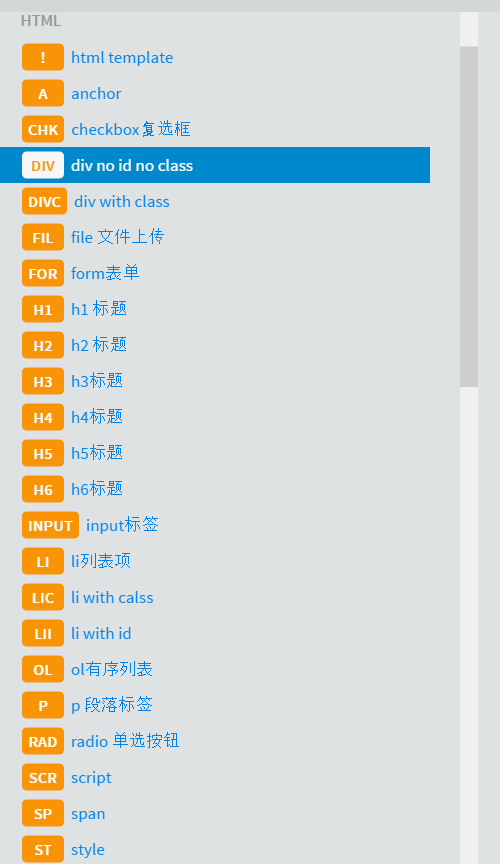 HTML
! html template
A anchor
CHK checkbox复选框
DIV div no id no class
DIVC div with class
FIL file 文件上传
FOR form表单
H1 h1 标题
H2 h2 标题
H3 h3标题
H4 h4标题
H5 h5标题
H6 h6标题
INPUT input标签
LI li列表项
LIC li with calss
LII li with id
OL ol有序列表
P p 段落标签
RAD radio 单选按钮
SCR script
SP span
ST style